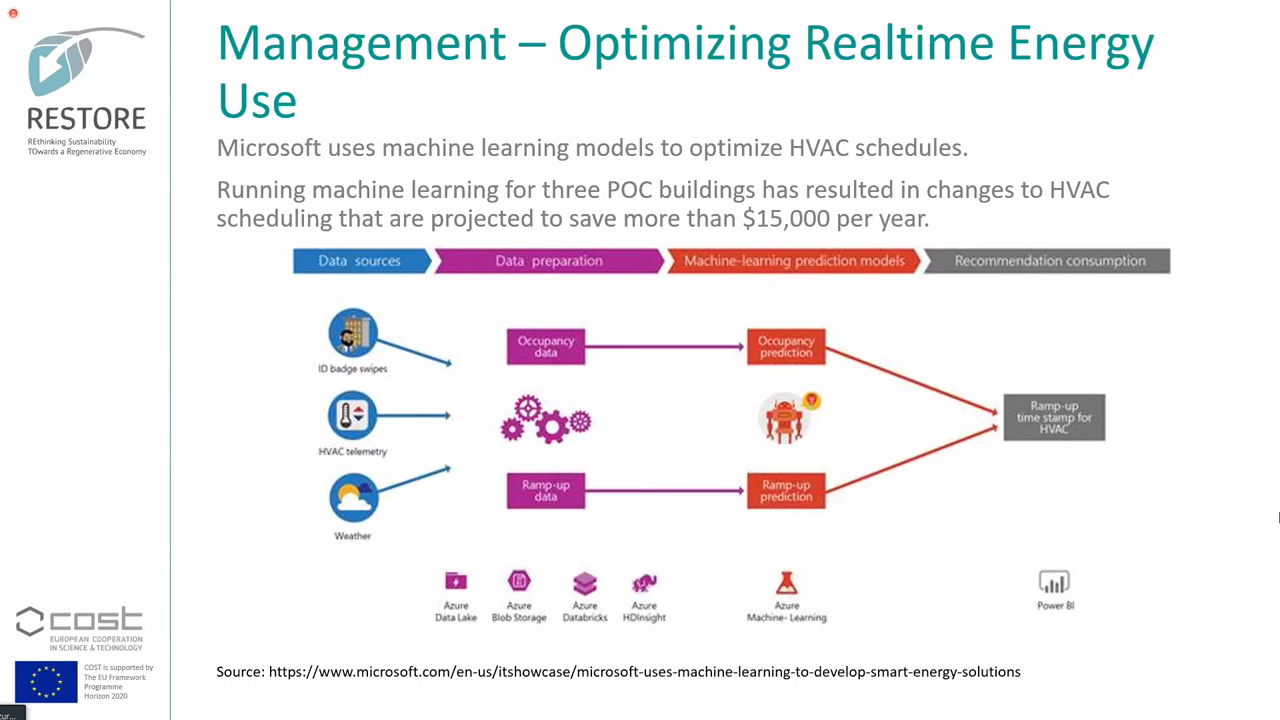 Management – Optimizing Realtime Energy
Use
RESTORE
REthinking Sustainability
TOwards a Regenerative Economy
Microsoft uses machine learning models to optimize HVAC schedules.
Running machine learning for three POC buildings has resulted in changes to HVAC
scheduling that are projected to save more than $15,000 per year.
Data sources
Data preparation
Machine-learning prediction models
Recommendation consumption
ID badge swipes
HVAC telemetry
Weather
Occupancy
data
Ramp-up
data
Occupancy
prediction
Ramp-up
prediction
Ramp-up
time stamp for
HVAC
Azure
Data Lake
Azure
Blob Storage
Azure
Databricks
Azure
HDInsight
Azure
Machine- Learning
Power BI
cost
EUROPEAN COOPERATION
IN SCIENCE & TECHNOLOGY
COST is supported by
The EU Framework
Programme
Horizon 2020
Source: https://www.microsoft.com/en-us/itshowcase/microsoft-uses-machine-learning-to-develop-smart-energy-solutions